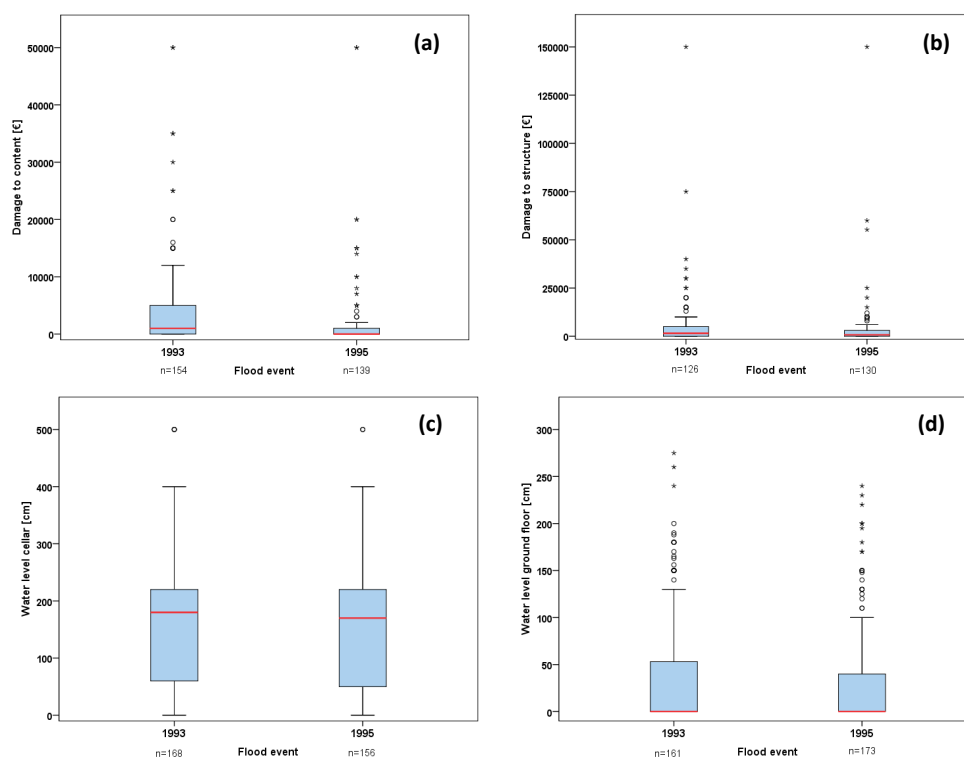 (a)
Damage to content [€]
50000
40000
30000
20000
10000
0
1993
1995
n=154
Flood event
n=139
(b)
Damage to structure [€]
150000
125000
100000
75000
50000
25000
0
1993
1995
n=126
Flood event
n=130
(c)
Water level cellar [cm]
500
400
300
200
100
0
1993
1995
n=168
Flood event
n=156
(d)
Water level ground floor [cm]
300
250
200
150
100
50
0
1993
1995
n=161
Flood event
n=173